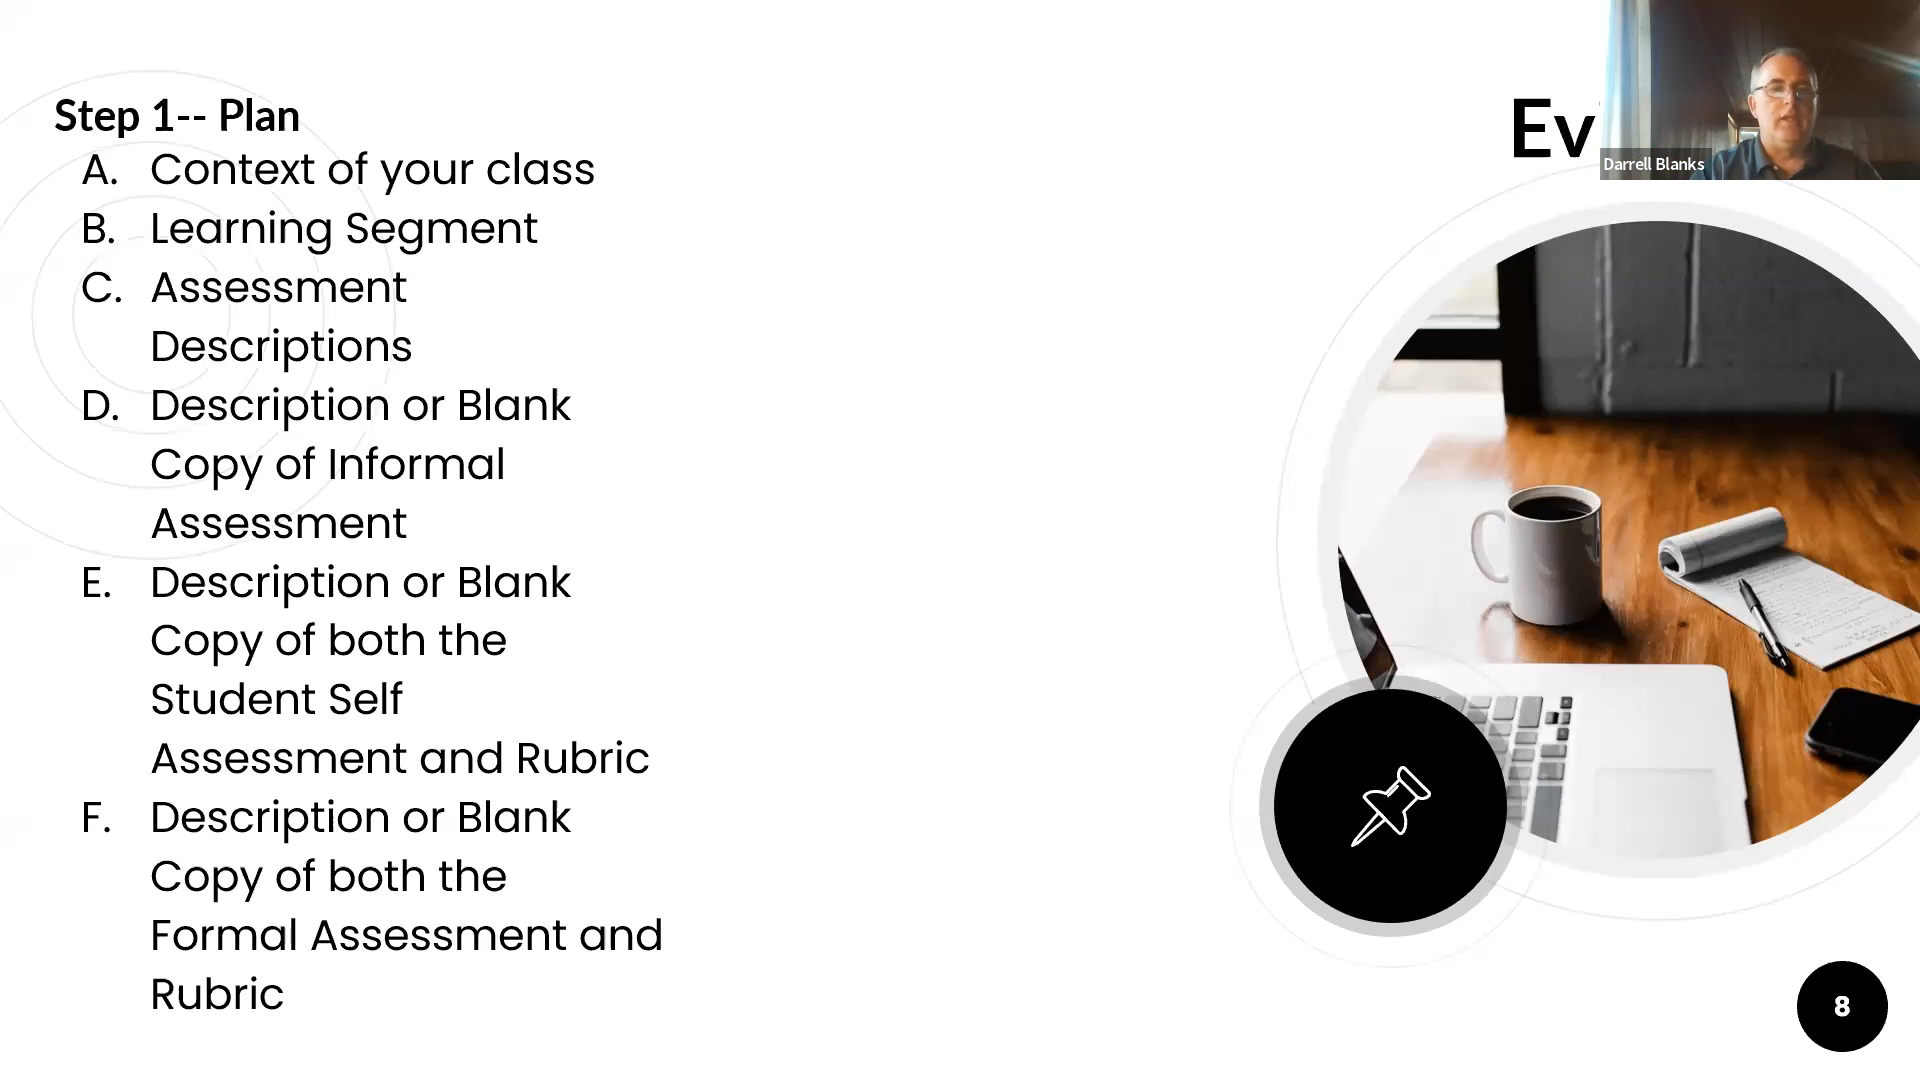 Step 1-- Plan
A. Context of your class
B. Learning Segment
C. Assessment
Descriptions
D. Description or Blank
Copy of Informal
Assessment
E. Description or Blank
Copy of both the
Student Self
Assessment and Rubric
F. Description or Blank
Copy of both the
Formal Assessment and
Rubric
Darrell Blanks
8